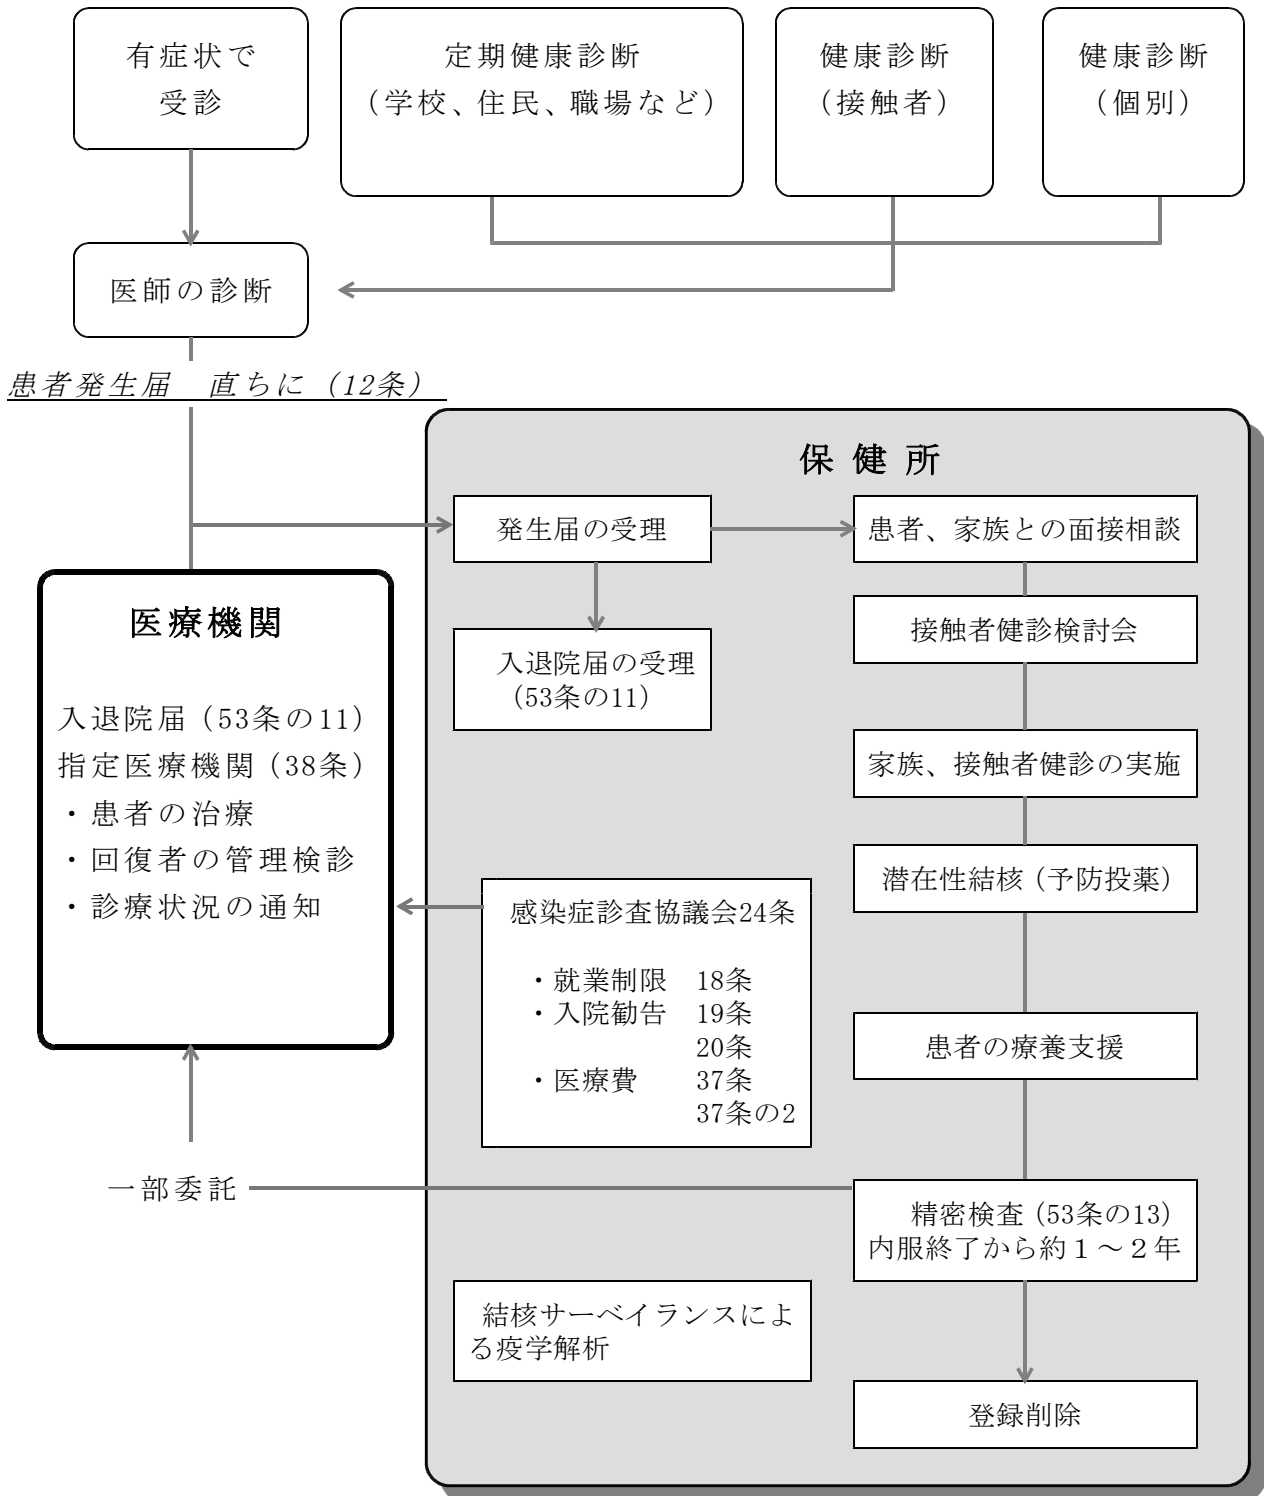 有症状で
受診
定期健康診断
（学校、住民、職場など）
健康診断
（接触者）
健康診断
（個別）
医師の診断
患者発生届　直ちに（12条）
保健所
発生届の受理
患者、家族との面接相談
医療機関
入退院届（53条の11）
指定医療機関（38条）
・患者の治療
・回復者の管理検診
・診療状況の通知
入退院届の受理
（53条の11）
接触者健診検討会
家族、接触者健診の実施
潜在性結核（予防投薬）
感染症診査協議会24条
・就業制限　18条
・入院勧告　19条
20条
・医療費　37条
37条の2
患者の療養支援
一部委託
精密検査（53条の13）
内服終了から約１～２年
結核サーベイランスによ
る疫学解析
登録削除